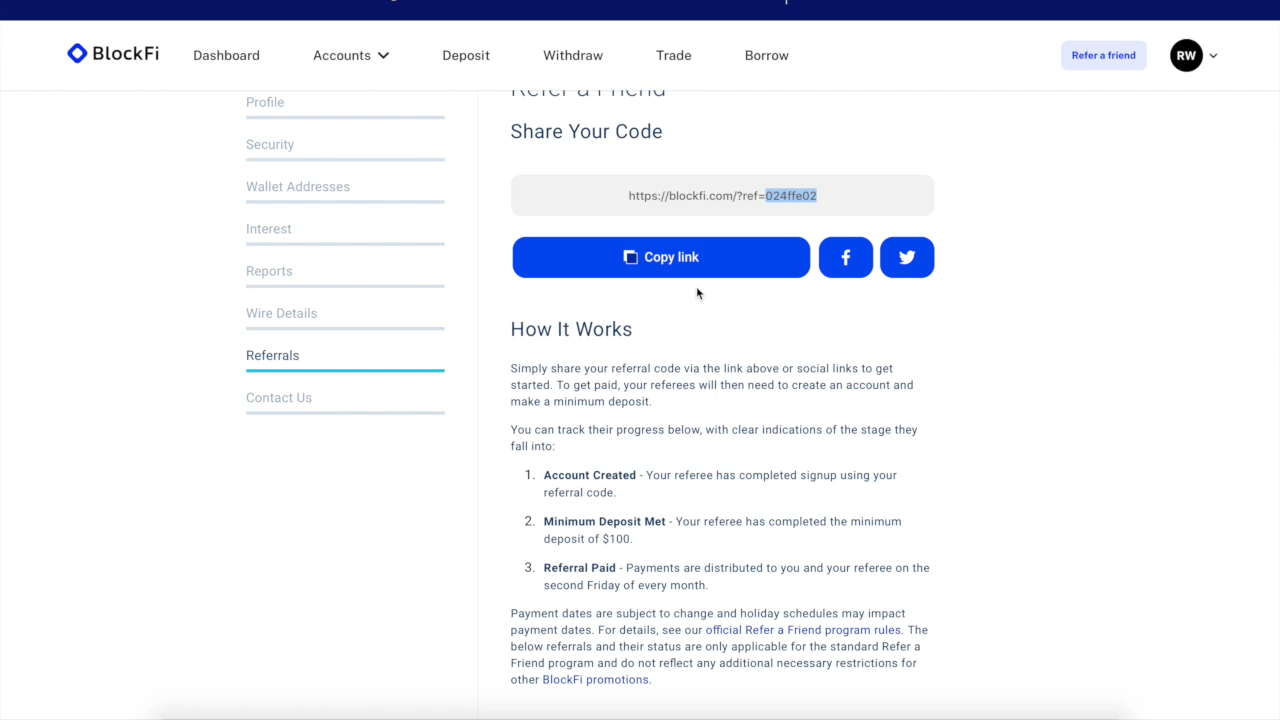 BlockFi
Dashboard
Accounts
Deposit
Withdraw
Trade
Borrow
Refer a friend
RW
Profile
Security
Wallet Addresses
Interest
Reports
Wire Details
Referrals
Contact Us
Refer a Friend
Share Your Code
https://blockfi.com/?ref=024ffe02
Copy link
How It Works
Simply share your referral code via the link above or social links to get
started. To get paid, your referees will then need to create an account and
make a minimum deposit.
You can track their progress below, with clear indications of the stage they
fall into:
1. Account Created - Your referee has completed signup using your
referral code.
2. Minimum Deposit Met - Your referee has completed the minimum
deposit of $100.
3. Referral Paid - Payments are distributed to you and your referee on the
second Friday of every month.
Payment dates are subject to change and holiday schedules may impact
payment dates. For details, see our official Refer a Friend program rules. The
below referrals and their status are only applicable for the standard Refer a
Friend program and do not reflect any additional necessary restrictions for
other BlockFi promotions.